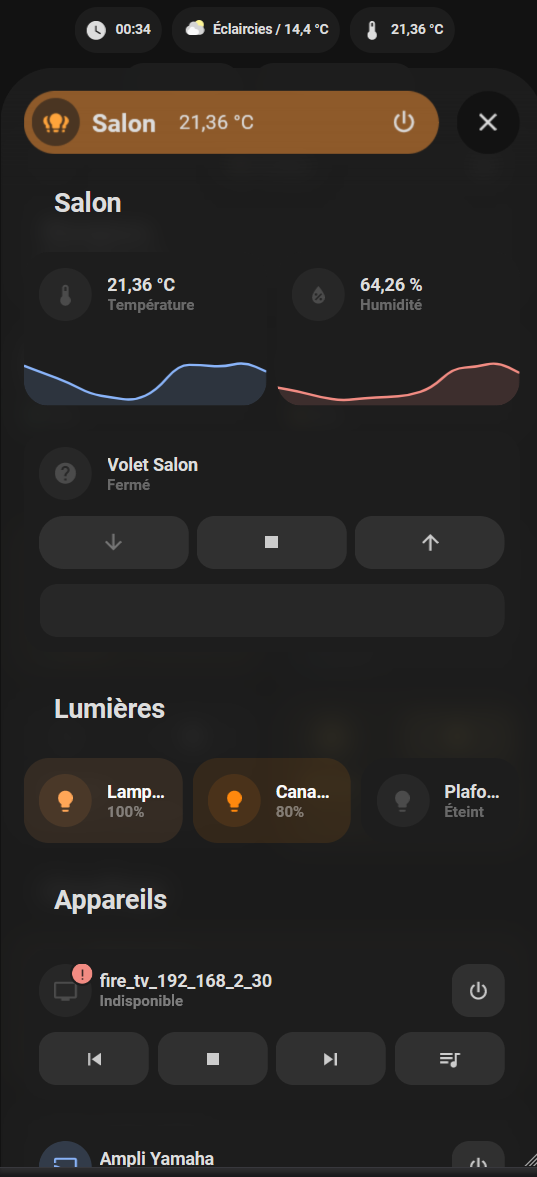 00:34
Éclaircies / 14,4 °C
21,36 °C
Salon
21,36 °C
Salon
21,36 °C
Température
64,26 %
Humidité
Volet Salon
Fermé
Lumières
Lamp...
100%
Cana...
80%
Plafo...
Éteint
Appareils
fire_tv_192_168_2_30
Indisponible
Ampli Yamaha